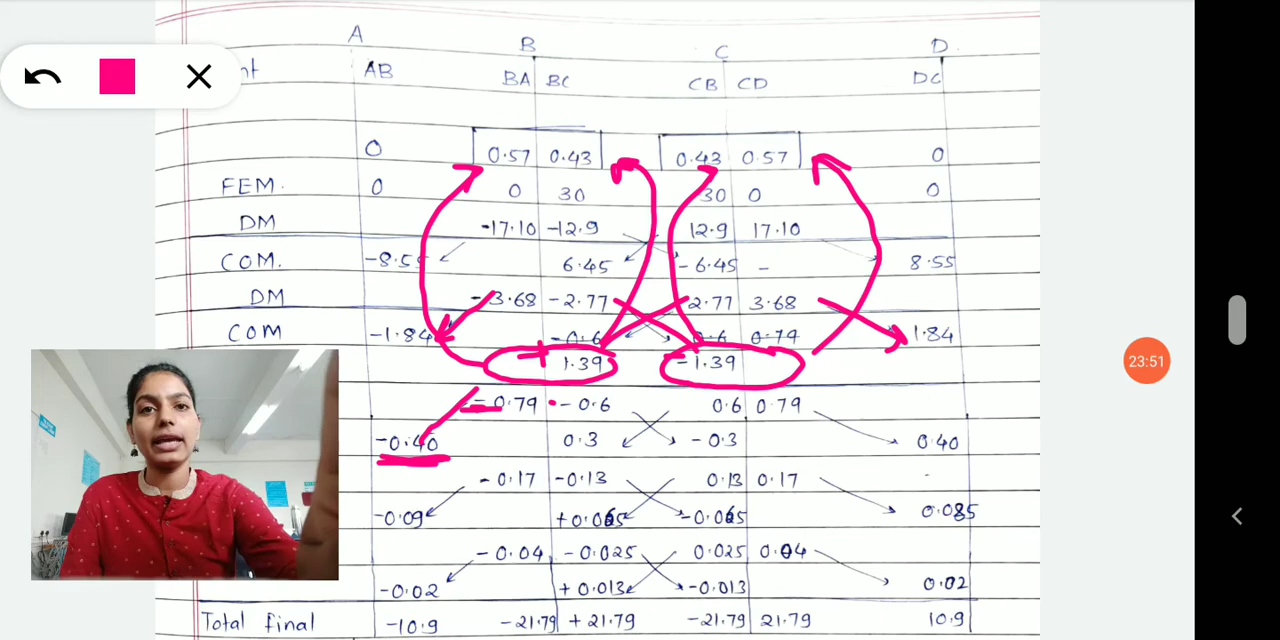 A B C D
nt AB BA BC CB CD DC
0 0.57 0.43 0.43 0.57 0
FEM. 0 0 30 30 0 0
DM -17.10 -12.9 12.9 17.10
COM. -8.55 6.45 -6.45 - 8.55
DM -3.68 -2.77 2.77 3.68
COM -1.84 -0.6 0.6 0.79 1.84
+ 1.39 -1.39
-0.79 -0.6 0.6 0.79
-0.40 0.3 -0.3 0.40
-0.17 -0.13 0.13 0.17 -
-0.09 +0.065 -0.065 0.085
-0.04 -0.025 0.025 0.04
-0.02 +0.013 -0.013 0.02
Total final -10.9 -21.79 +21.79 -21.79 21.79 10.9
23:51